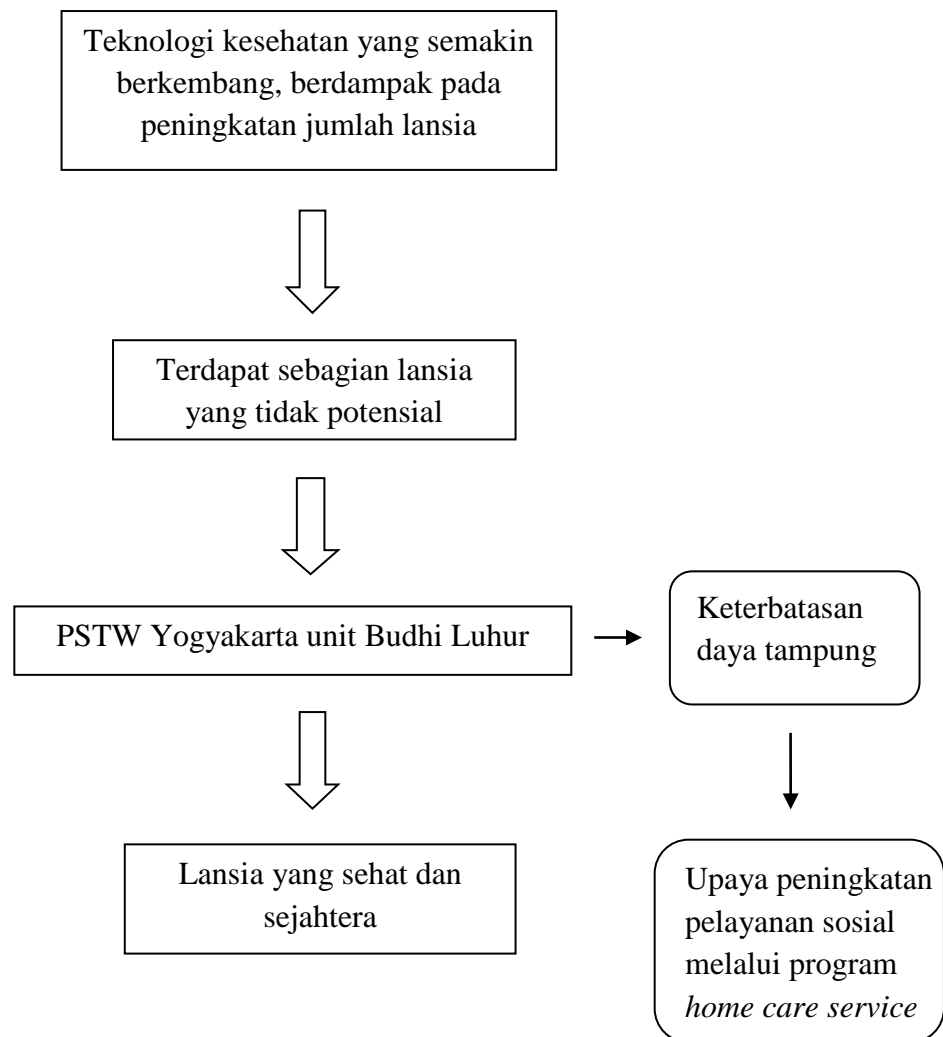 Teknologi kesehatan yang semakin
berkembang, berdampak pada
peningkatan jumlah lansia
Terdapat sebagian lansia
yang tidak potensial
PSTW Yogyakarta unit Budhi Luhur
Keterbatasan
daya tampung
Lansia yang sehat dan
sejahtera
Upaya peningkatan
pelayanan sosial
melalui program
home care service